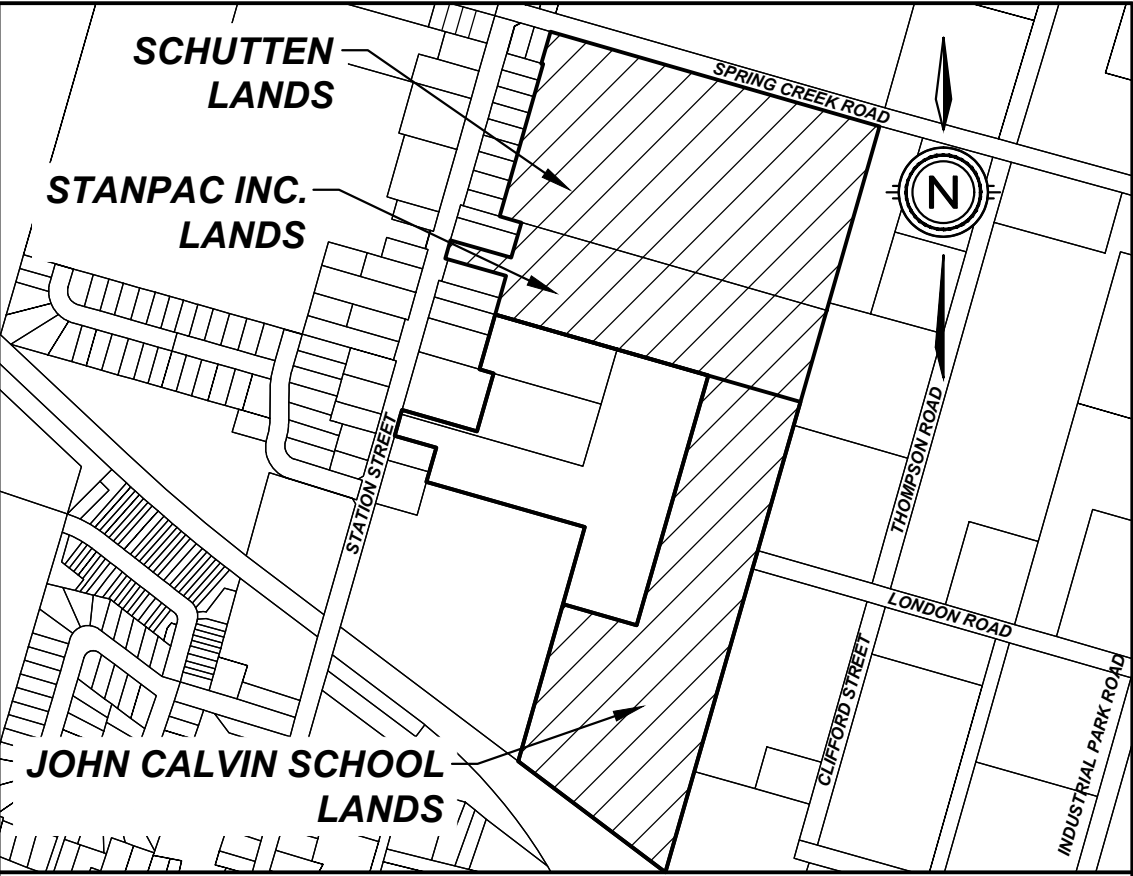 SCHUTTEN
LANDS
SPRING CREEK ROAD
STANPAC INC.
LANDS
N
THOMPSON ROAD
STATION STREET
LONDON ROAD
CLIFFORD STREET
INDUSTRIAL PARK ROAD
JOHN CALVIN SCHOOL
LANDS